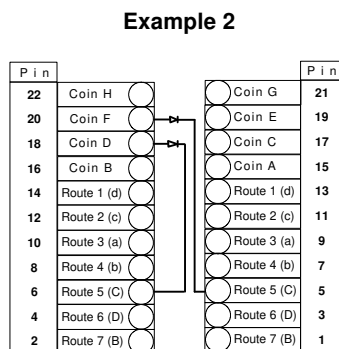 Example 2
Pin Pin
22 Coin H Coin G 21
20 Coin F Coin E 19
18 Coin D Coin C 17
16 Coin B Coin A 15
14 Route 1 (d) Route 1 (d) 13
12 Route 2 (c) Route 2 (c) 11
10 Route 3 (a) Route 3 (a) 9
8 Route 4 (b) Route 4 (b) 7
6 Route 5 (C) Route 5 (C) 5
4 Route 6 (D) Route 6 (D) 3
2 Route 7 (B) Route 7 (B) 1